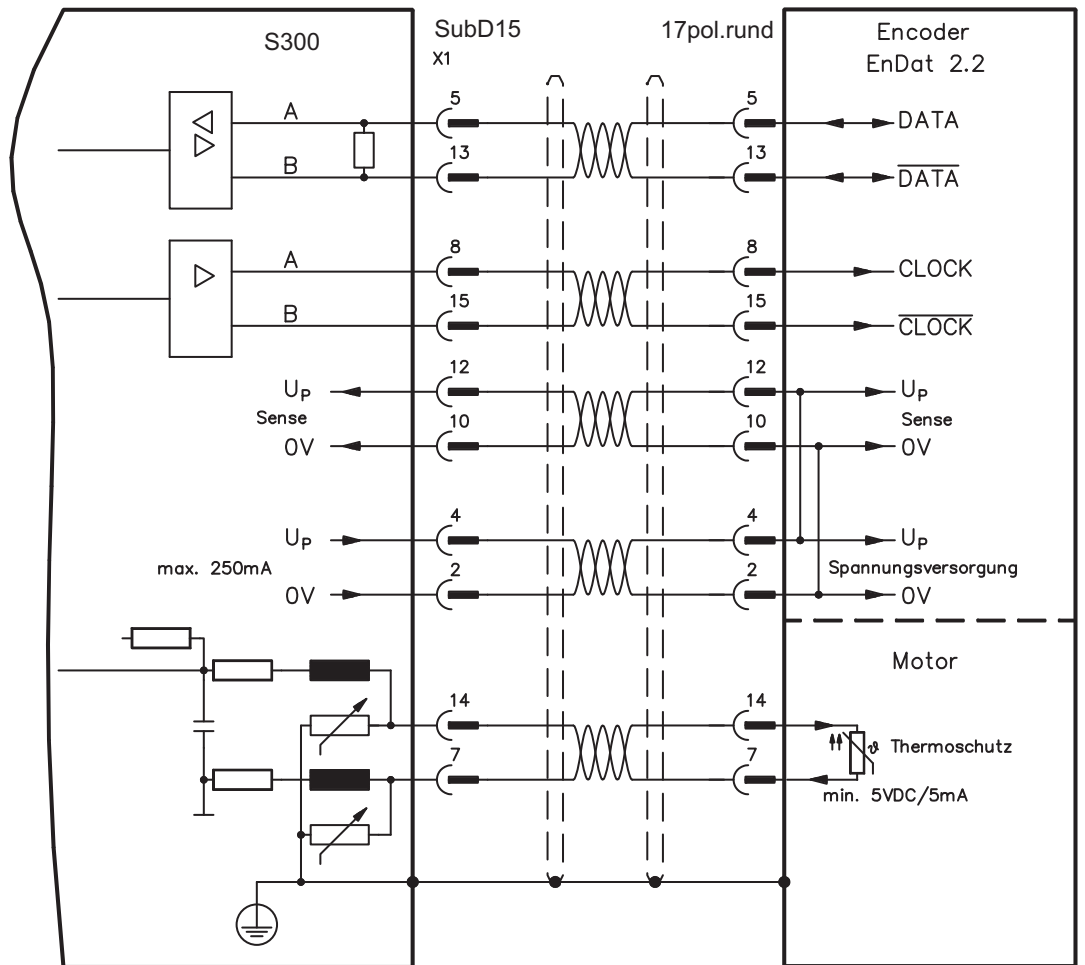 S300
SubD15
X1
17pol.rund
Encoder
EnDat 2.2
A
5
5
DATA
B
13
13
DATA
A
8
8
CLOCK
B
15
15
CLOCK
UP
12
12
UP
Sense
Sense
0V
10
10
0V
UP
4
4
UP
max. 250mA
Spannungsversorgung
0V
2
2
0V
Motor
14
14
ϑ Thermoschutz
7
7
min. 5VDC/5mA